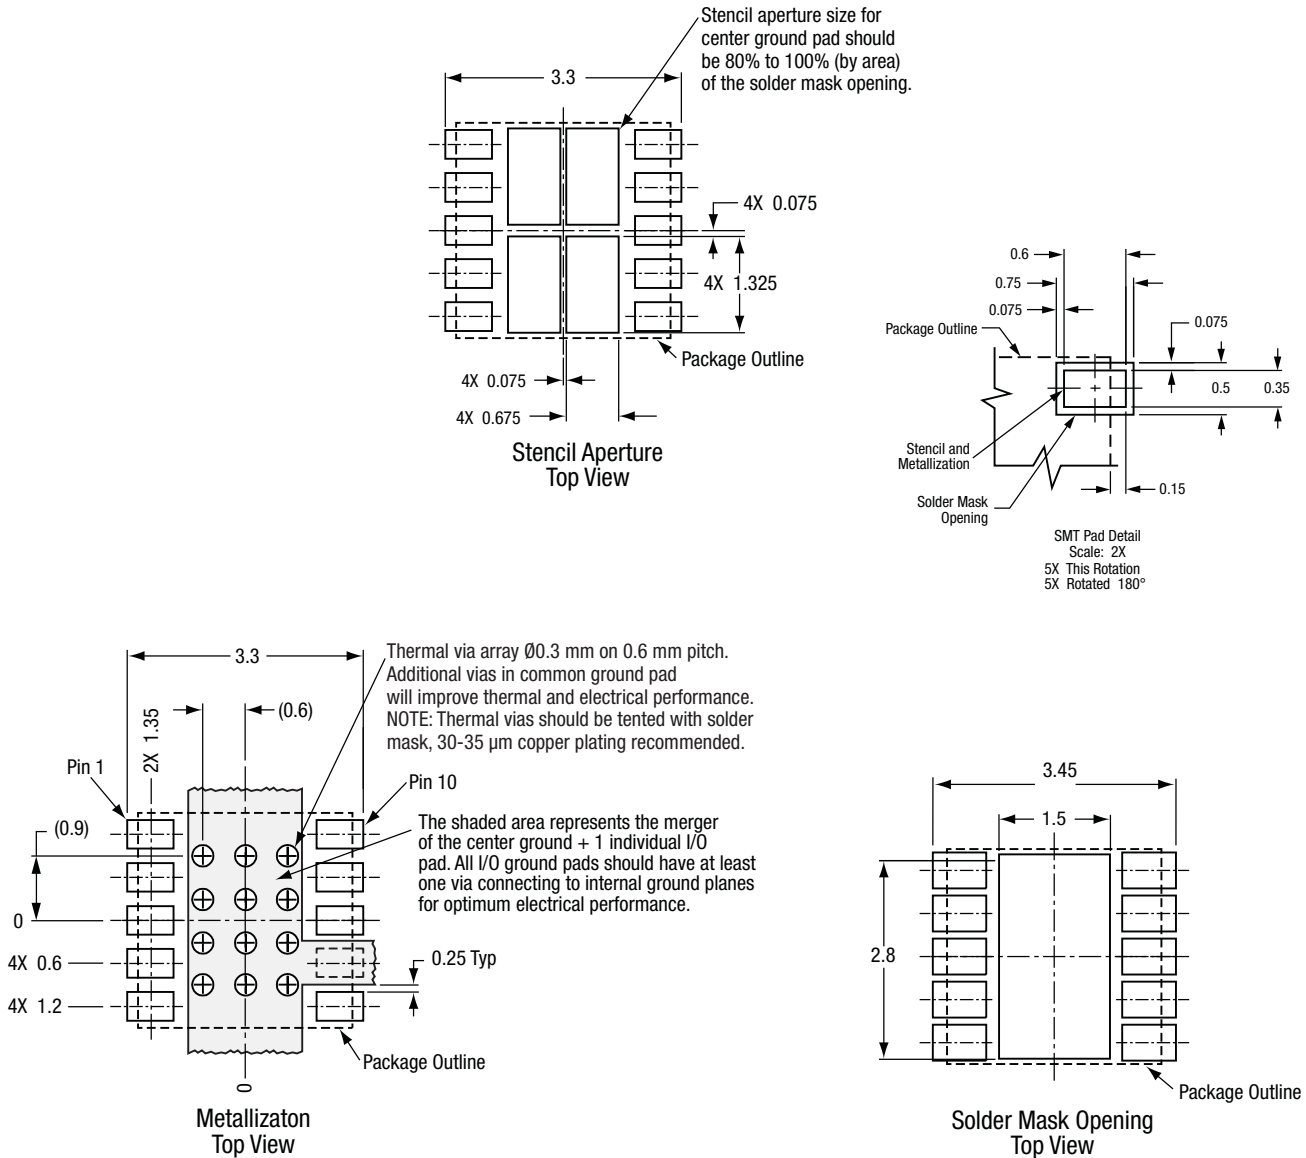 Stencil aperture size for
center ground pad should
be 80% to 100% (by area)
of the solder mask opening.
3.3
4X 0.075
4X 1.325
Package Outline
4X 0.075
4X 0.675
Stencil Aperture
Top View
0.6
0.75
0.075
Package Outline
0.075
0.5
0.35
Stencil and
Metallization
0.15
Solder Mask
Opening
SMT Pad Detail
Scale: 2X
5X This Rotation
5X Rotated 180°
3.3
(0.6)
2X 1.35
Thermal via array Ø0.3 mm on 0.6 mm pitch.
Additional vias in common ground pad
will improve thermal and electrical performance.
NOTE: Thermal vias should be tented with solder
mask, 30-35 μm copper plating recommended.
Pin 1
Pin 10
(0.9)
The shaded area represents the merger
of the center ground + 1 individual I/O
pad. All I/O ground pads should have at least
one via connecting to internal ground planes
for optimum electrical performance.
0
4X 0.6
0.25 Typ
4X 1.2
Package Outline
0
Metallizaton
Top View
3.45
1.5
2.8
Package Outline
Solder Mask Opening
Top View